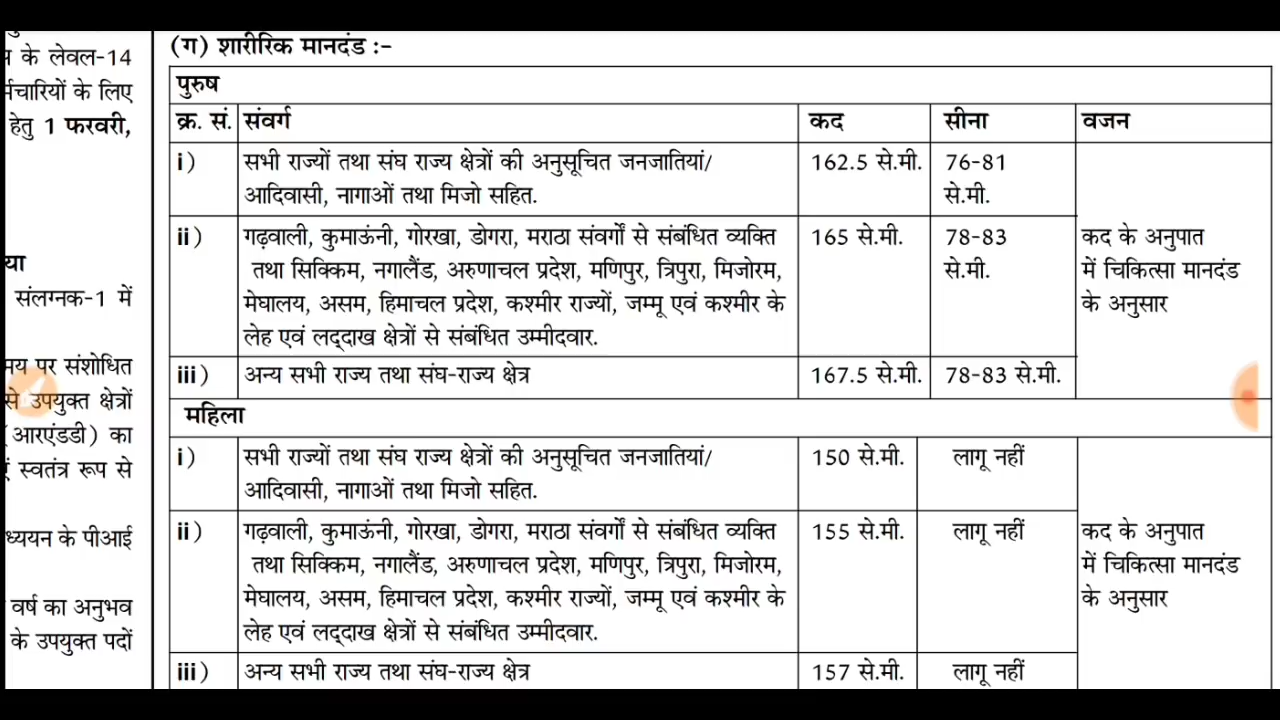 य के लेवल-14
र्मचारियों के लिए
हेतु 1 फरवरी,
या
संलग्नक-1 में
मय पर संशोधित
से उपयुक्त क्षेत्रों
(आरएंडडी) का
एं स्वतंत्र रूप से
ध्ययन के पीआई
वर्ष का अनुभव
के उपयुक्त पदों
(ग) शारीरिक मानदंड :-
पुरुष
क्र. सं. संवर्ग कद सीना वजन
i) सभी राज्यों तथा संघ राज्य क्षेत्रों की अनुसूचित जनजातियां/ 162.5 से.मी. 76-81
आदिवासी, नागाओं तथा मिजो सहित. से.मी.
ii) गढ़वाली, कुमाऊंनी, गोरखा, डोगरा, मराठा संवर्गों से संबंधित व्यक्ति 165 से.मी. 78-83 कद के अनुपात
तथा सिक्किम, नगालैंड, अरुणाचल प्रदेश, मणिपुर, त्रिपुरा, मिजोरम, से.मी. में चिकित्सा मानदंड
मेघालय, असम, हिमाचल प्रदेश, कश्मीर राज्यों, जम्मू एवं कश्मीर के के अनुसार
लेह एवं लद्दाख क्षेत्रों से संबंधित उम्मीदवार.
iii) अन्य सभी राज्य तथा संघ-राज्य क्षेत्र 167.5 से.मी. 78-83 से.मी.
महिला
i) सभी राज्यों तथा संघ राज्य क्षेत्रों की अनुसूचित जनजातियां/ 150 से.मी. लागू नहीं
आदिवासी, नागाओं तथा मिजो सहित.
ii) गढ़वाली, कुमाऊंनी, गोरखा, डोगरा, मराठा संवर्गों से संबंधित व्यक्ति 155 से.मी. लागू नहीं कद के अनुपात
तथा सिक्किम, नगालैंड, अरुणाचल प्रदेश, मणिपुर, त्रिपुरा, मिजोरम, में चिकित्सा मानदंड
मेघालय, असम, हिमाचल प्रदेश, कश्मीर राज्यों, जम्मू एवं कश्मीर के के अनुसार
लेह एवं लद्दाख क्षेत्रों से संबंधित उम्मीदवार.
iii) अन्य सभी राज्य तथा संघ-राज्य क्षेत्र 157 से.मी. लागू नहीं